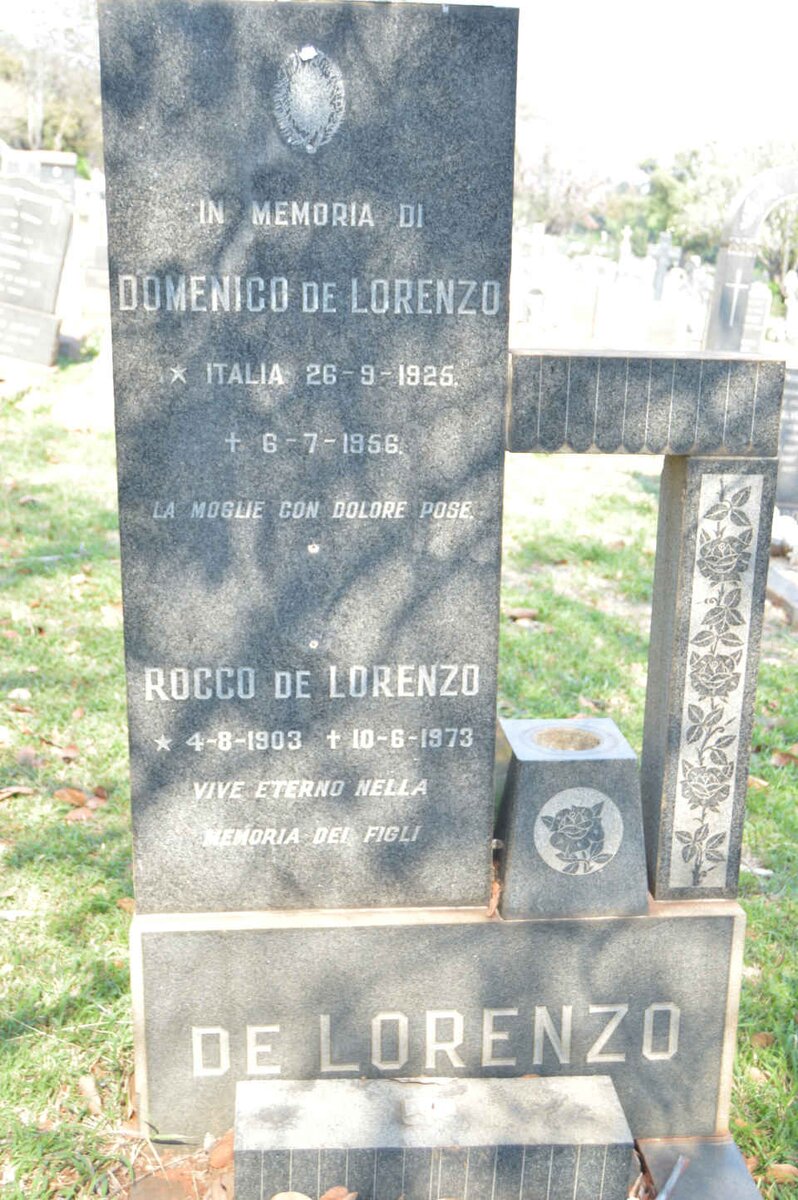 IN MEMORIA DI
DOMENICO DE LORENZO
★ ITALIA 26-9-1925.
✝ 6-7-1956.
LA MOGLIE CON DOLORE POSE.
ROCCO DE LORENZO
★ 4-8-1903 ✝ 10-6-1973
VIVE ETERNO NELLA
MEMORIA DEI FIGLI
DE LORENZO